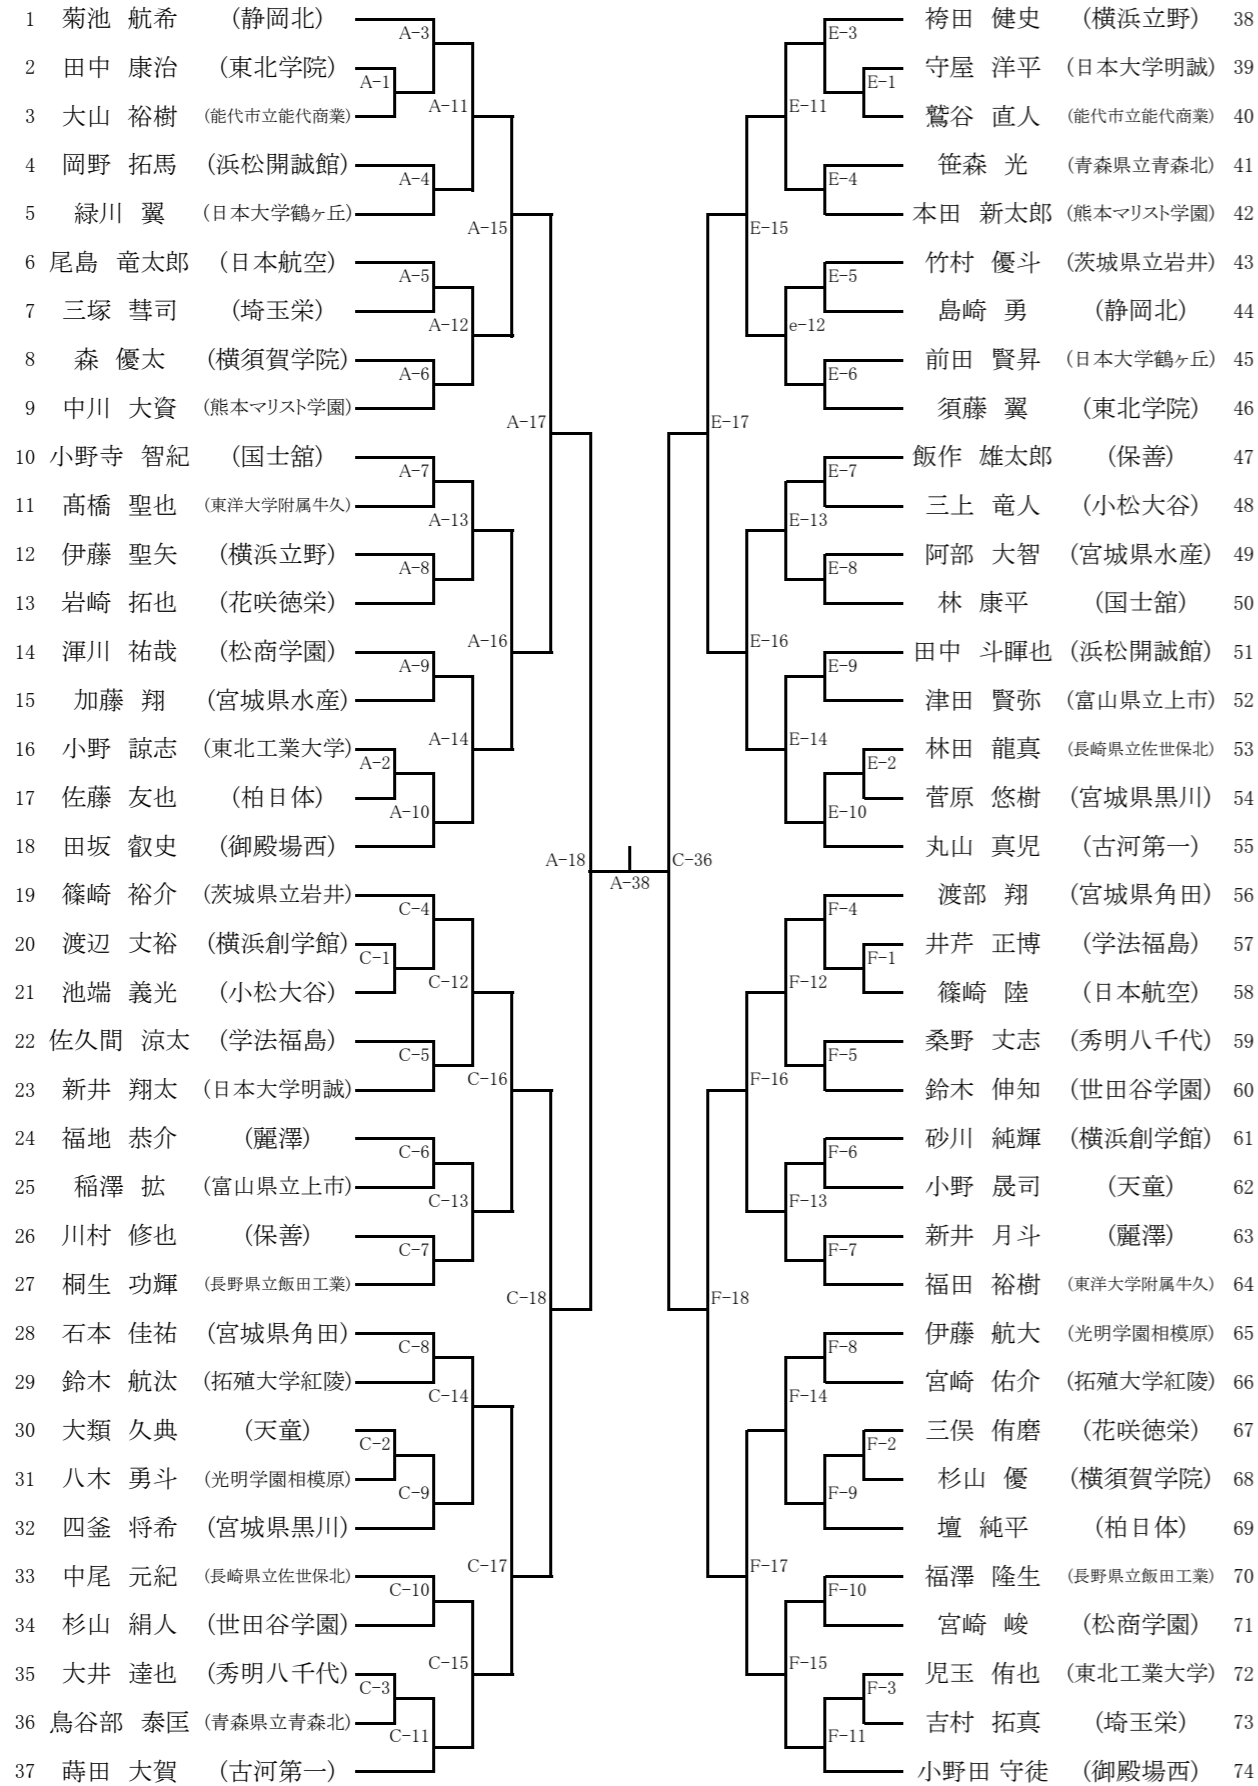 1 菊池 航希 (静岡北)
2 田中 康治 (東北学院)
3 大山 裕樹 (能代市立能代商業)
4 岡野 拓馬 (浜松開誠館)
5 緑川 翼 (日本大学鶴ヶ丘)
6 尾島 竜太郎 (日本航空)
7 三塚 彗司 (埼玉栄)
8 森 優太 (横須賀学院)
9 中川 大資 (熊本マリスト学園)
10 小野寺 智紀 (国士舘)
11 髙橋 聖也 (東洋大学附属牛久)
12 伊藤 聖矢 (横浜立野)
13 岩崎 拓也 (花咲徳栄)
14 渾川 祐哉 (松商学園)
15 加藤 翔 (宮城県水産)
16 小野 諒志 (東北工業大学)
17 佐藤 友也 (柏日体)
18 田坂 叡史 (御殿場西)
19 篠崎 裕介 (茨城県立岩井)
20 渡辺 丈裕 (横浜創学館)
21 池端 義光 (小松大谷)
22 佐久間 涼太 (学法福島)
23 新井 翔太 (日本大学明誠)
24 福地 恭介 (麗澤)
25 稲澤 拡 (富山県立上市)
26 川村 修也 (保善)
27 桐生 功輝 (長野県立飯田工業)
28 石本 佳祐 (宮城県角田)
29 鈴木 航汰 (拓殖大学紅陵)
30 大類 久典 (天童)
31 八木 勇斗 (光明学園相模原)
32 四釜 将希 (宮城県黒川)
33 中尾 元紀 (長崎県立佐世保北)
34 杉山 絹人 (世田谷学園)
35 大井 達也 (秀明八千代)
36 鳥谷部 泰匡 (青森県立青森北)
37 蒔田 大賀 (古河第一)
A-3
A-1
A-11
A-4
A-15
A-5
A-12
A-6
A-17
A-7
A-13
A-8
A-16
A-9
A-14
A-2
A-10
A-18
C-4
C-1
C-12
C-5
C-16
C-6
C-13
C-7
C-18
C-8
C-14
C-2
C-9
C-17
C-10
C-15
C-3
C-11
A-38
C-36
E-3
E-1
E-11
E-4
E-15
E-5
e-12
E-6
E-17
E-7
E-13
E-8
E-16
E-9
E-14
E-2
E-10
F-4
F-1
F-12
F-5
F-16
F-6
F-13
F-7
F-18
F-8
F-14
F-2
F-9
F-17
F-10
F-15
F-3
F-11
袴田 健史 (横浜立野) 38
守屋 洋平 (日本大学明誠) 39
鷲谷 直人 (能代市立能代商業) 40
笹森 光 (青森県立青森北) 41
本田 新太郎 (熊本マリスト学園) 42
竹村 優斗 (茨城県立岩井) 43
島崎 勇 (静岡北) 44
前田 賢昇 (日本大学鶴ヶ丘) 45
須藤 翼 (東北学院) 46
飯作 雄太郎 (保善) 47
三上 竜人 (小松大谷) 48
阿部 大智 (宮城県水産) 49
林 康平 (国士舘) 50
田中 斗暉也 (浜松開誠館) 51
津田 賢弥 (富山県立上市) 52
林田 龍真 (長崎県立佐世保北) 53
菅原 悠樹 (宮城県黒川) 54
丸山 真児 (古河第一) 55
渡部 翔 (宮城県角田) 56
井芹 正博 (学法福島) 57
篠崎 陸 (日本航空) 58
桑野 丈志 (秀明八千代) 59
鈴木 伸知 (世田谷学園) 60
砂川 純輝 (横浜創学館) 61
小野 晟司 (天童) 62
新井 月斗 (麗澤) 63
福田 裕樹 (東洋大学附属牛久) 64
伊藤 航大 (光明学園相模原) 65
宮崎 佑介 (拓殖大学紅陵) 66
三俣 侑磨 (花咲徳栄) 67
杉山 優 (横須賀学院) 68
壇 純平 (柏日体) 69
福澤 隆生 (長野県立飯田工業) 70
宮崎 峻 (松商学園) 71
児玉 侑也 (東北工業大学) 72
吉村 拓真 (埼玉栄) 73
小野田 守徒 (御殿場西) 74